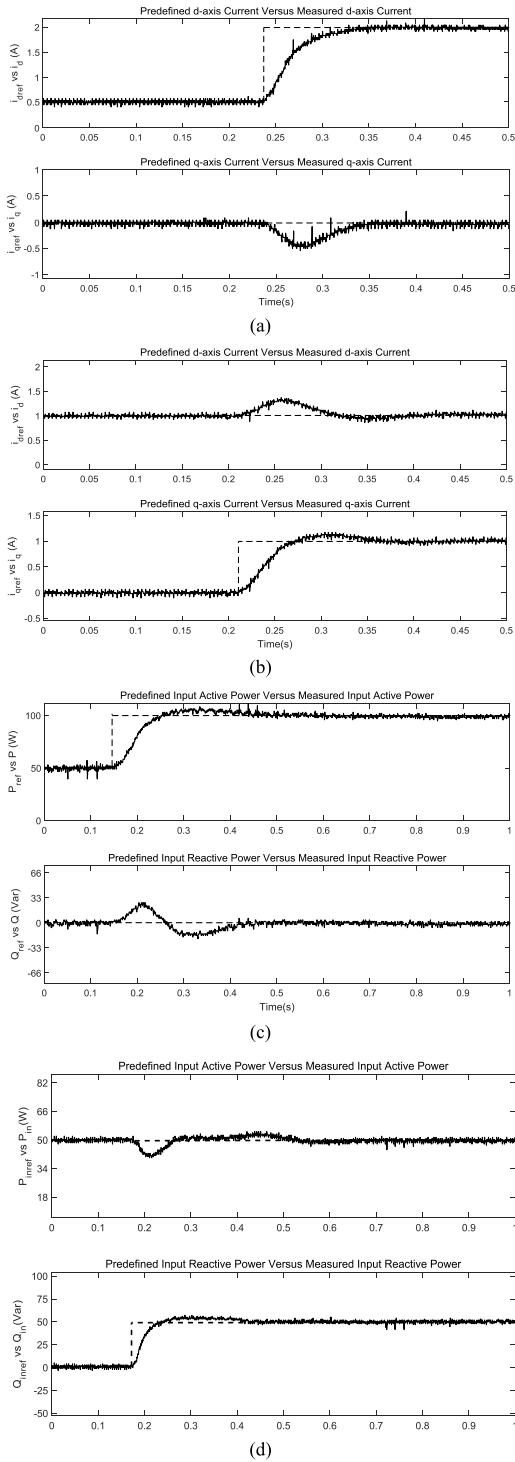 Predefined d-axis Current Versus Measured d-axis Current
i_dref vs i_d (A)
2
1.5
1
0.5
0
0 0.05 0.1 0.15 0.2 0.25 0.3 0.35 0.4 0.45 0.5
Predefined q-axis Current Versus Measured q-axis Current
i_qref vs i_q (A)
1
0.5
0
-0.5
-1
0 0.05 0.1 0.15 0.2 0.25 0.3 0.35 0.4 0.45 0.5
Time(s)
(a)
Predefined d-axis Current Versus Measured d-axis Current
i_dref vs i_d (A)
2
1.5
1
0.5
0
0 0.05 0.1 0.15 0.2 0.25 0.3 0.35 0.4 0.45 0.5
Predefined q-axis Current Versus Measured q-axis Current
i_qref vs i_q (A)
1.5
1
0.5
0
-0.5
0 0.05 0.1 0.15 0.2 0.25 0.3 0.35 0.4 0.45 0.5
Time(s)
(b)
Predefined Input Active Power Versus Measured Input Active Power
P_ref vs P (W)
100
50
0
0 0.1 0.2 0.3 0.4 0.5 0.6 0.7 0.8 0.9 1
Predefined Input Reactive Power Versus Measured Input Reactive Power
Q_ref vs Q (Var)
66
33
0
-33
-66
0 0.1 0.2 0.3 0.4 0.5 0.6 0.7 0.8 0.9 1
Time(s)
(c)
Predefined Input Active Power Versus Measured Input Active Power
P_inref vs P_in(W)
82
66
50
34
18
0 0.1 0.2 0.3 0.4 0.5 0.6 0.7 0.8 0.9 1
Predefined Input Reactive Power Versus Measured Input Reactive Power
Q_inref vs Q_in(Var)
100
75
50
25
0
-25
-50
0 0.1 0.2 0.3 0.4 0.5 0.6 0.7 0.8 0.9 1
(d)